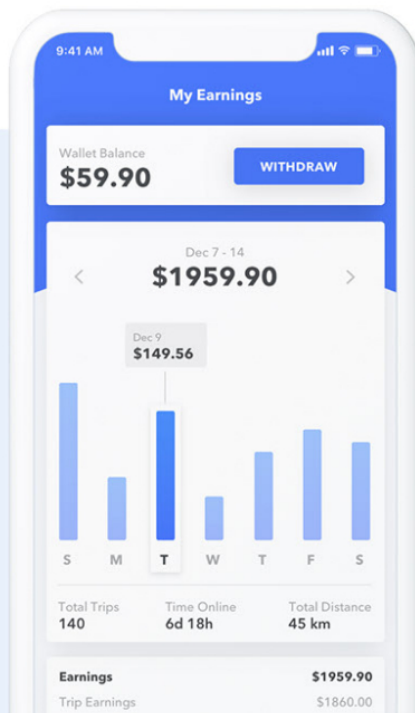 9:41 AM
My Earnings
Wallet Balance
$59.90
WITHDRAW
Dec 7 - 14
$1959.90
Dec 9
$149.56
S M T W T F S
Total Trips Time Online Total Distance
140 6d 18h 45 km
Earnings $1959.90
Trip Earnings $1860.00